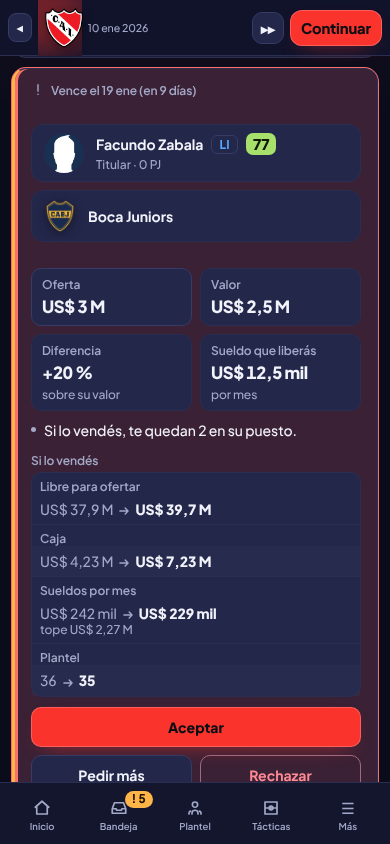 C.A.I.
10 ene 2026
Continuar
! Vence el 19 ene (en 9 días)
Facundo Zabala LI 77
Titular · 0 PJ
CABJ
Boca Juniors
Oferta
US$ 3 M
Valor
US$ 2,5 M
Diferencia
+20 %
sobre su valor
Sueldo que liberás
US$ 12,5 mil
por mes
• Si lo vendés, te quedan 2 en su puesto.
Si lo vendés
Libre para ofertar
US$ 37,9 M → US$ 39,7 M
Caja
US$ 4,23 M → US$ 7,23 M
Sueldos por mes
US$ 242 mil → US$ 229 mil
tope US$ 2,27 M
Plantel
36 → 35
Aceptar
Pedir más
Rechazar
! 5
Inicio
Bandeja
Plantel
Tácticas
Más